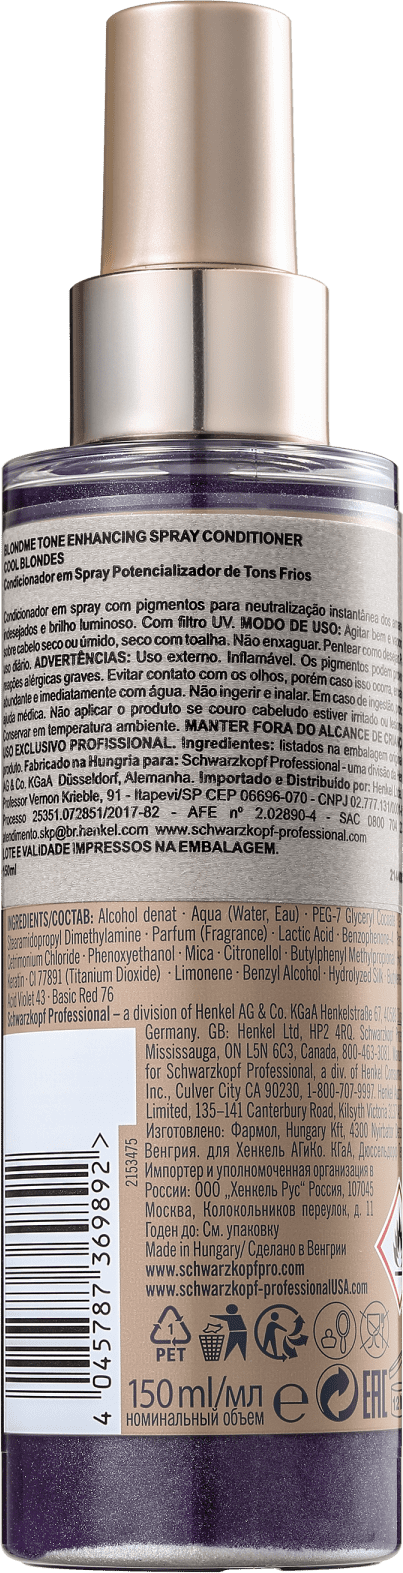 BLONDME TONE ENHANCING SPRAY CONDITIONER
COOL BLONDES
Condicionador em Spray Potencializador de Tons Frios
Condicionador em spray com pigmentos para neutralização instantânea dos
indesejados e brilho luminoso. Com filtro UV. MODO DE USO: Agitar bem e
sobre cabelo seco ou úmido, seco com toalha. Não enxaguar. Pentear como
uso diário. ADVERTÊNCIAS: Uso externo. Inflamável. Os pigmentos podem
reações alérgicas graves. Evitar contato com os olhos, porém caso isso ocorra,
abundante e imediatamente com água. Não ingerir e inalar. Em caso de ingestão,
ajuda médica. Não aplicar o produto se couro cabeludo estiver irritado ou
Conservar em temperatura ambiente. MANTER FORA DO ALCANCE DE
USO EXCLUSIVO PROFISSIONAL. Ingredientes: listados na embalagem
produto. Fabricado na Hungria para: Schwarzkopf Professional - uma divisão da
AG & Co. KGaA Düsseldorf, Alemanha. Importado e Distribuído por: Henkel
Professor Vernon Krieble, 91 - Itapevi/SP CEP 06696-070 - CNPJ 02.777.131/
Processo 25351.072851/2017-82 - AFE nº 2.02890-4 - SAC 0800 704
atendimento.skp@br.henkel.com www.schwarzkopf-professional.com
LOTE E VALIDADE IMPRESSOS NA EMBALAGEM.
150ml
INGREDIENTS/СОСТАВ: Alcohol denat · Aqua (Water, Eau) · PEG-7 Glyceryl Cocoate
Stearamidopropyl Dimethylamine · Parfum (Fragrance) · Lactic Acid · Benzophenone-4
Cetrimonium Chloride · Phenoxyethanol · Mica · Citronellol · Butylphenyl Methylpropional
Keratin · CI 77891 (Titanium Dioxide) · Limonene · Benzyl Alcohol · Hydrolyzed Silk
Acid Violet 43 · Basic Red 76
Schwarzkopf Professional – a division of Henkel AG & Co. KGaA Henkelstraße 67,
Germany. GB: Henkel Ltd, HP2 4RQ. Schwarzkopf
Mississauga, ON L5N 6C3, Canada, 800-463-3081.
for Schwarzkopf Professional, a div. of Henkel
Inc., Culver City CA 90230, 1-800-707-9997. Henkel
Limited, 135–141 Canterbury Road, Kilsyth Victoria
Изготовлено: Фармол, Hungary Kft, 4300
Венгрия. для Хенкель АГиКо. КГаА,
Импортер и уполномоченная организация в
России: ООО „Хенкель Рус" Россия, 107045
Москва, Колокольников переулок, д. 11
Годен до: См. упаковку
Made in Hungary/ Сделано в Венгрии
www.schwarzkopfpro.com
www.schwarzkopf-professionalUSA.com
2153475
4 045787 369892 >
1
PET
150 ml/мл e EAC
номинальный объем